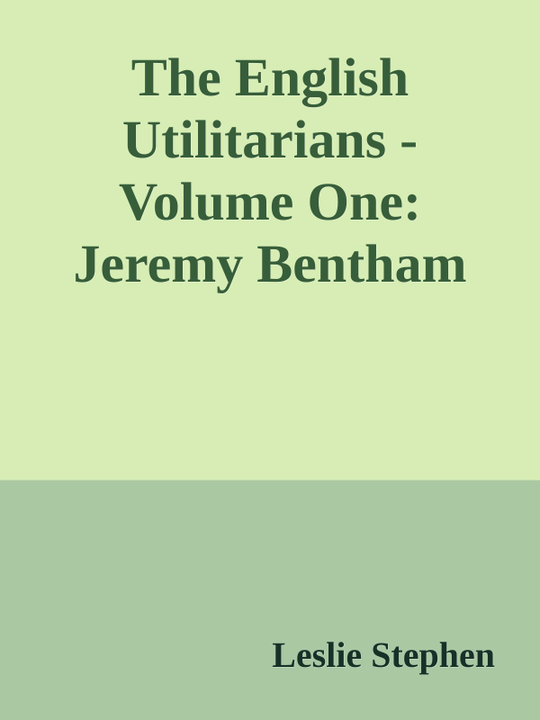 The English
Utilitarians -
Volume One:
Jeremy Bentham
Leslie Stephen